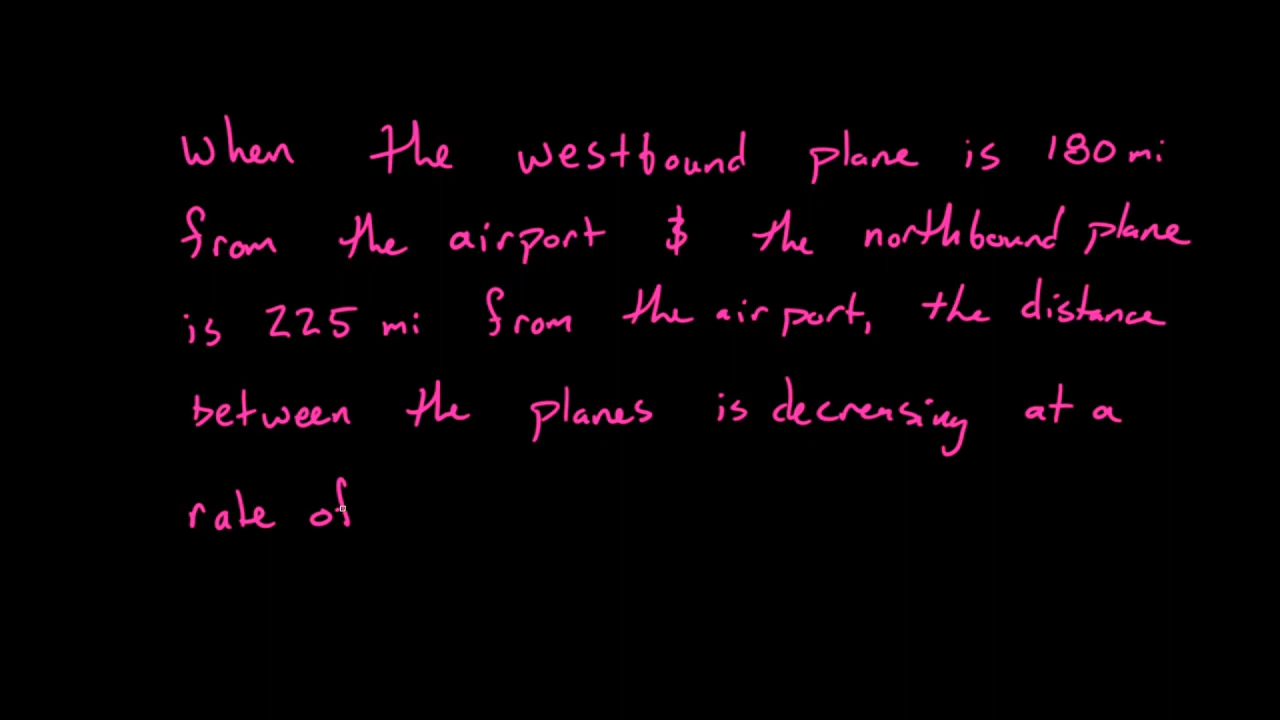 When the westbound plane is 180 mi
from the airport & the northbound plane
is 225 mi from the airport, the distance
between the planes is decreasing at a
rate of